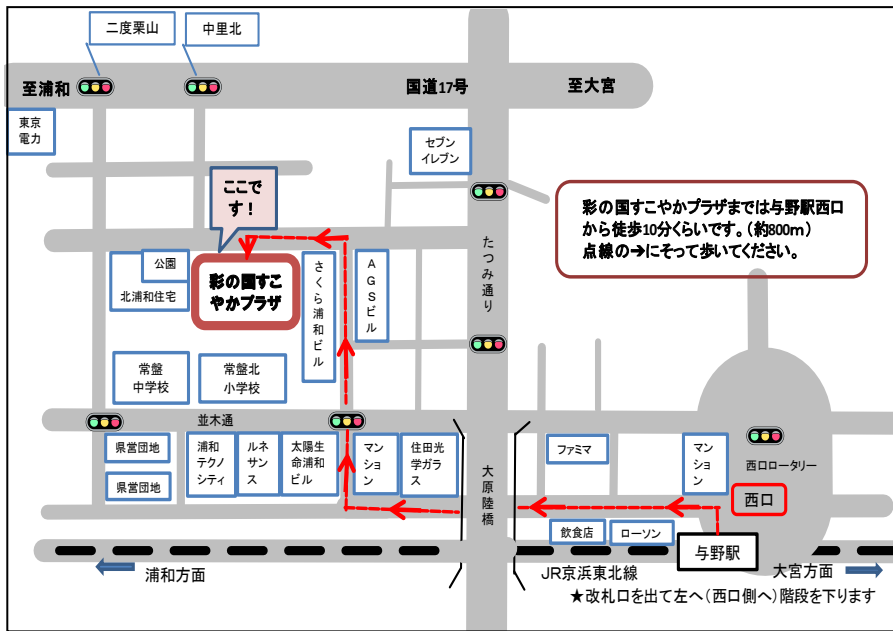 二度栗山
中里北
至浦和
国道17号
至大宮
東京
電力
セブン
イレブン
ここで
す!
彩の国すこやかプラザまでは与野駅西口
から徒歩10分くらいです。(約800m)
点線の→にそって歩いてください。
たつみ通り
公園
北浦和住宅
彩の国すこ
やかプラザ
さくら浦和ビル
AGSビル
常盤
中学校
常盤北
小学校
並木通
県営団地
県営団地
浦和
テクノ
シティ
ルネ
サンス
太陽生
命浦和
ビル
マンション
住田光
学ガラ
ス
大原陸橋
ファミマ
マンション
西口ロータリー
西口
飲食店
ローソン
与野駅
浦和方面
JR京浜東北線
大宮方面
★改札口を出て左へ(西口側へ)階段を下ります